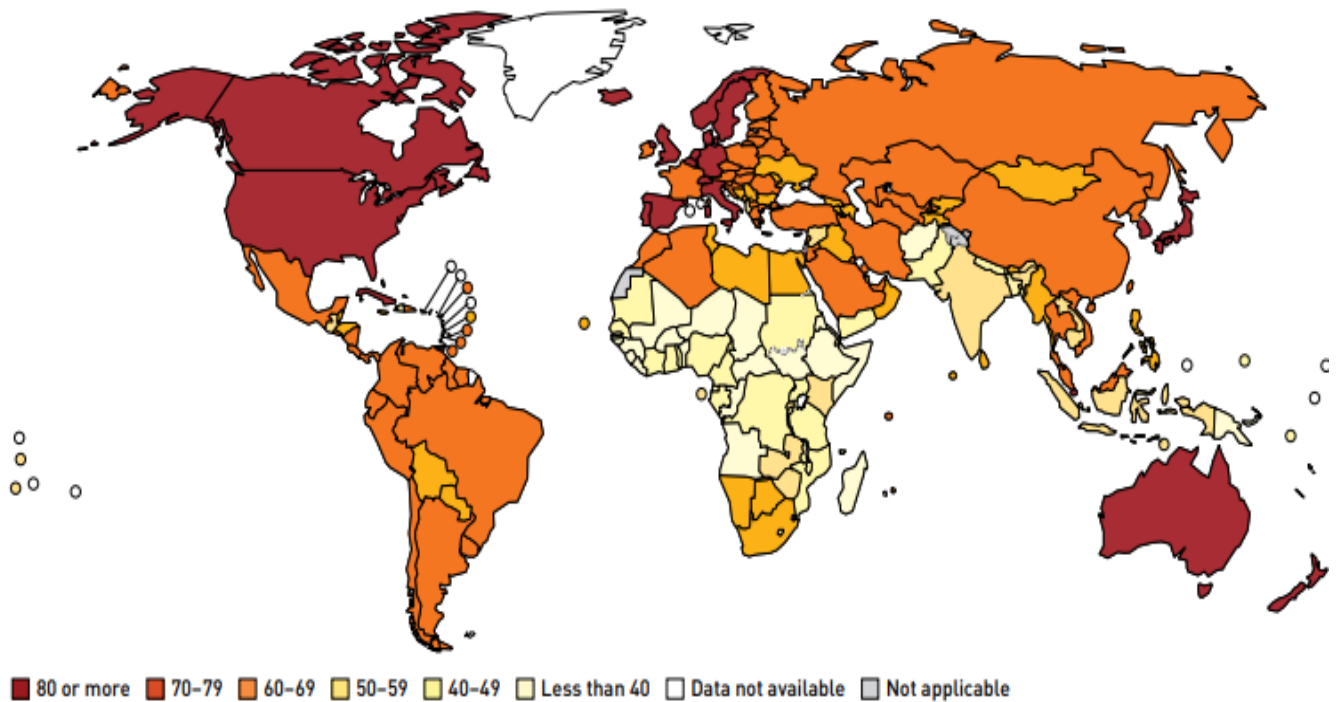 80 or more 70–79 60–69 50–59 40–49 Less than 40 Data not available Not applicable